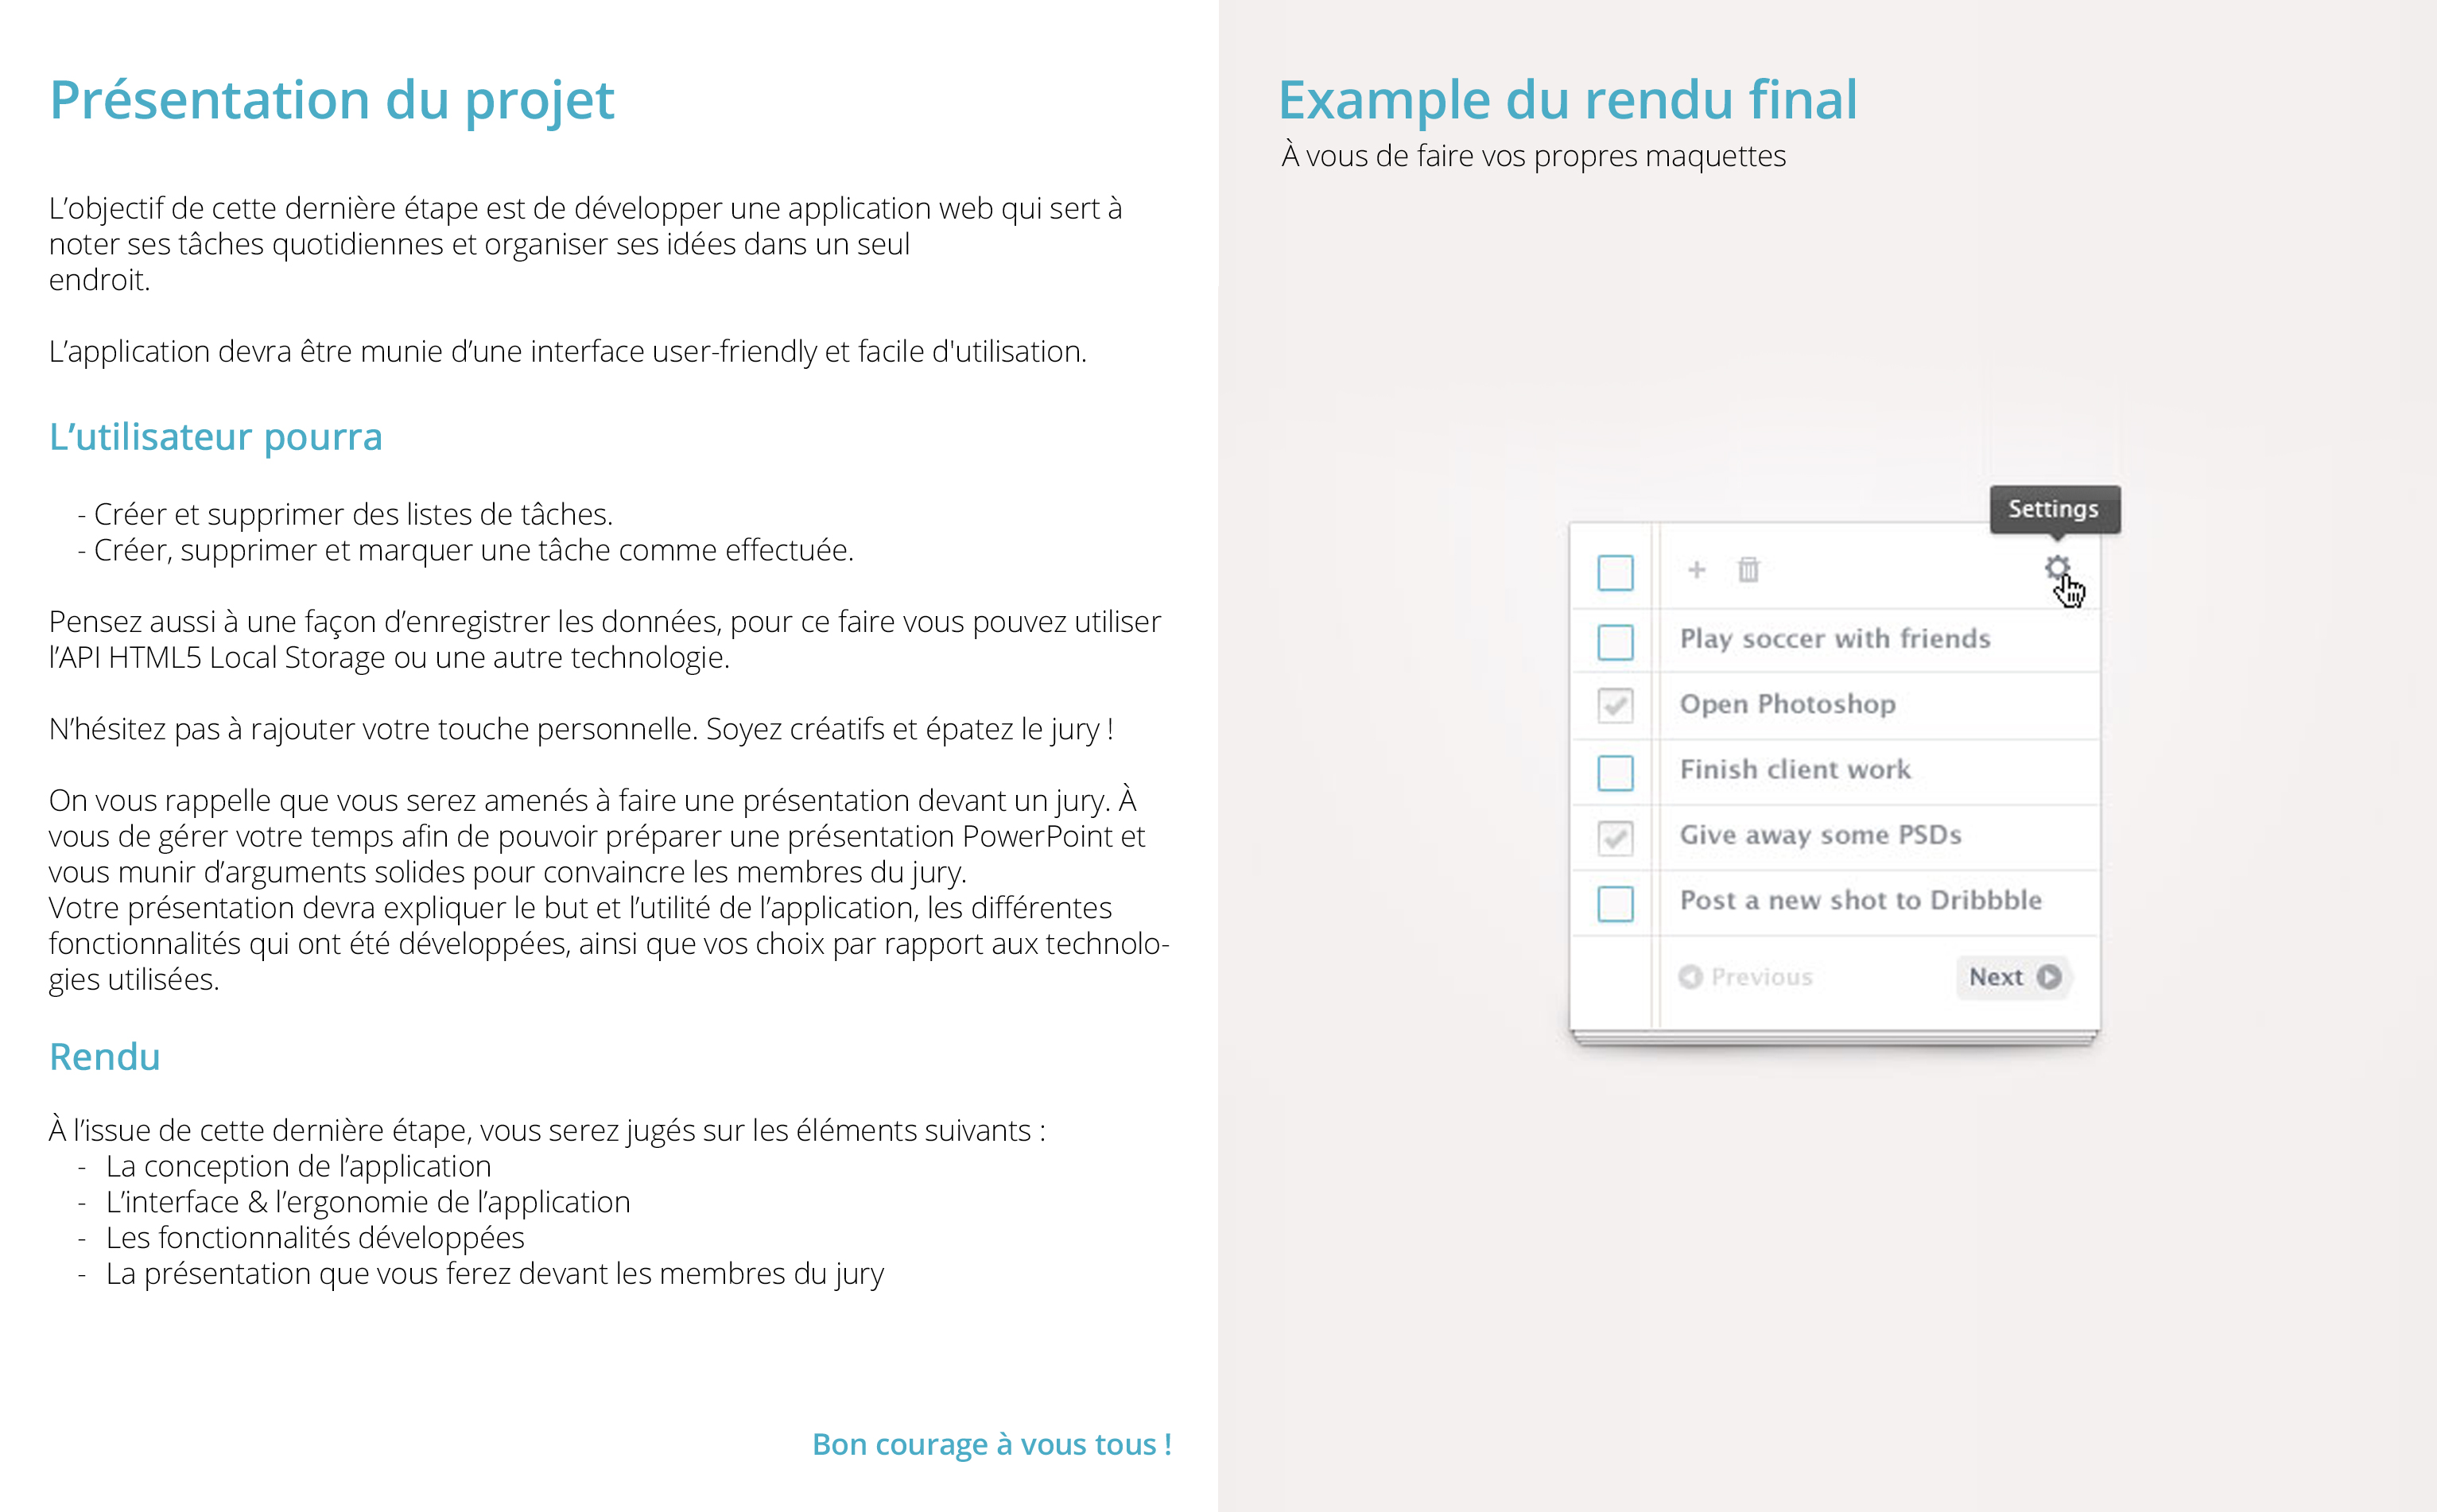 Présentation du projet
L’objectif de cette dernière étape est de développer une application web qui sert à
noter ses tâches quotidiennes et organiser ses idées dans un seul
endroit.
L’application devra être munie d’une interface user-friendly et facile d'utilisation.
L’utilisateur pourra
- Créer et supprimer des listes de tâches.
- Créer, supprimer et marquer une tâche comme effectuée.
Pensez aussi à une façon d’enregistrer les données, pour ce faire vous pouvez utiliser
l’API HTML5 Local Storage ou une autre technologie.
N’hésitez pas à rajouter votre touche personnelle. Soyez créatifs et épatez le jury !
On vous rappelle que vous serez amenés à faire une présentation devant un jury. À
vous de gérer votre temps afin de pouvoir préparer une présentation PowerPoint et
vous munir d’arguments solides pour convaincre les membres du jury.
Votre présentation devra expliquer le but et l’utilité de l’application, les différentes
fonctionnalités qui ont été développées, ainsi que vos choix par rapport aux technolo-
gies utilisées.
Rendu
À l’issue de cette dernière étape, vous serez jugés sur les éléments suivants :
- La conception de l’application
- L’interface & l’ergonomie de l’application
- Les fonctionnalités développées
- La présentation que vous ferez devant les membres du jury
Bon courage à vous tous !
Example du rendu final
À vous de faire vos propres maquettes
Settings
Play soccer with friends
Open Photoshop
Finish client work
Give away some PSDs
Post a new shot to Dribbble
Previous
Next